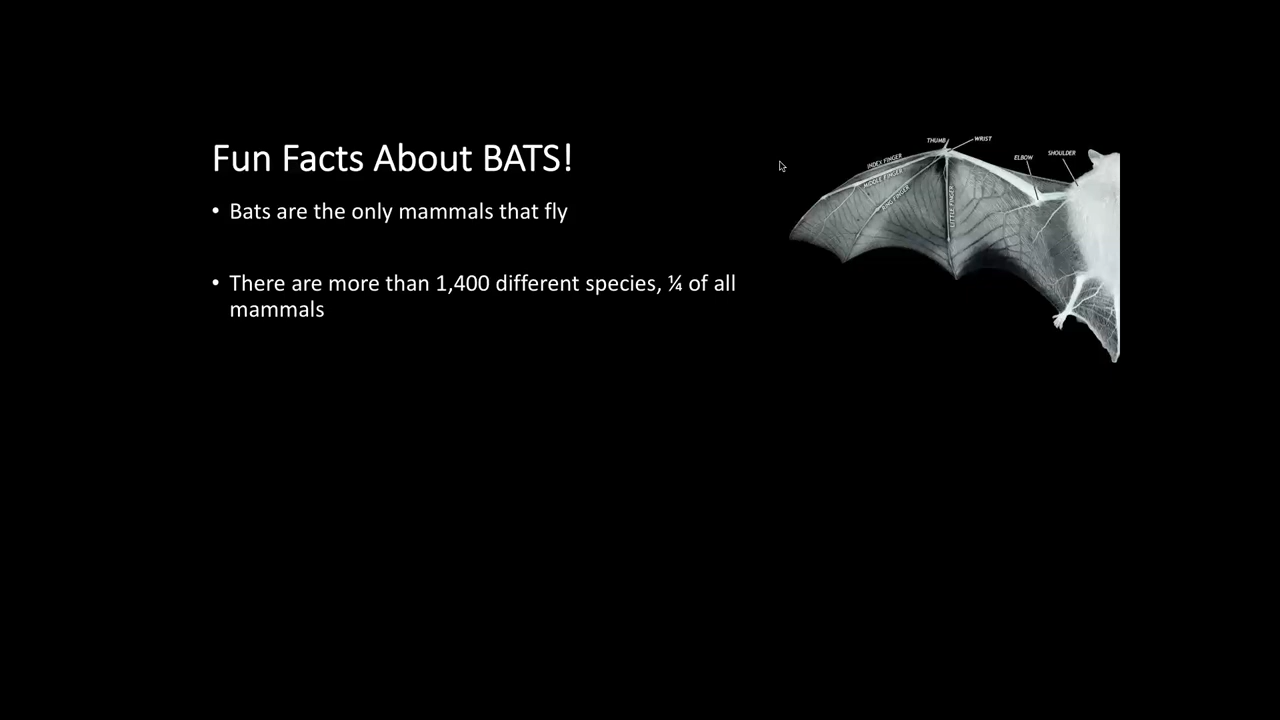 Fun Facts About BATS!
• Bats are the only mammals that fly
• There are more than 1,400 different species, ¼ of all
mammals
THUMB
WRIST
INDEX FINGER
MIDDLE FINGER
RING FINGER
LITTLE FINGER
ELBOW
SHOULDER